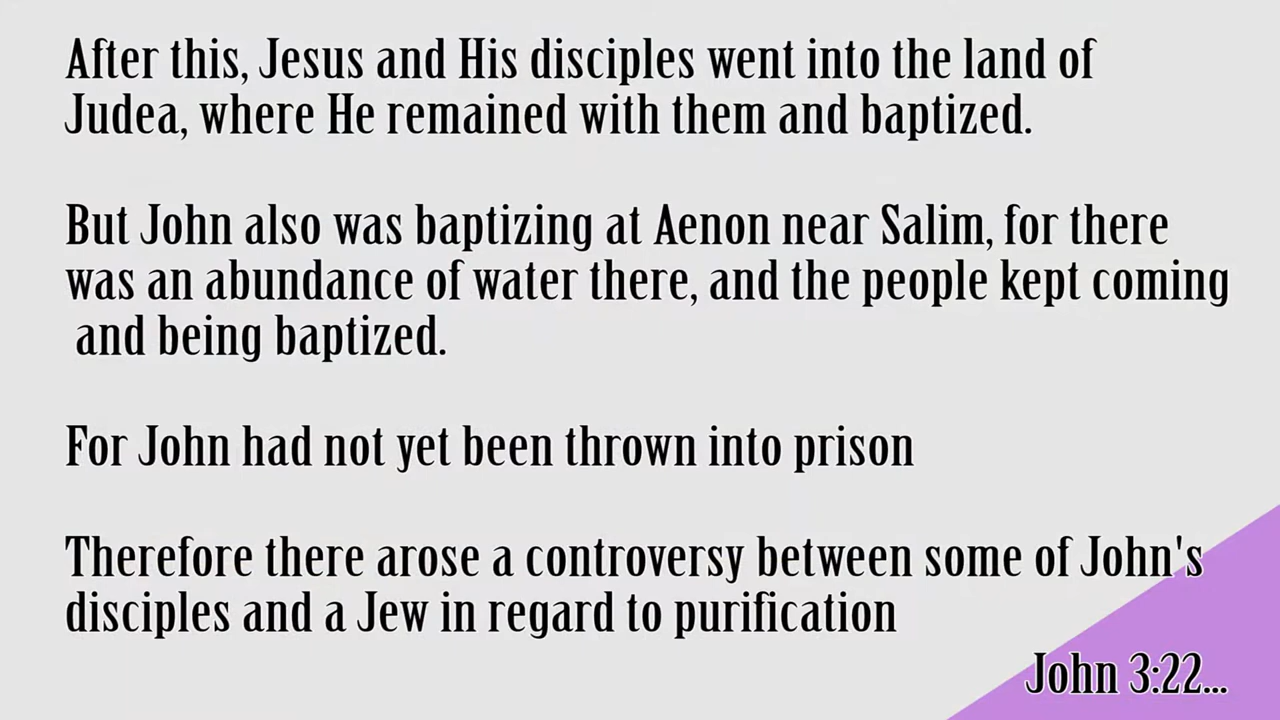 After this, Jesus and His disciples went into the land of
Judea, where He remained with them and baptized.
But John also was baptizing at Aenon near Salim, for there
was an abundance of water there, and the people kept coming
and being baptized.
For John had not yet been thrown into prison
Therefore there arose a controversy between some of John's
disciples and a Jew in regard to purification
John 3:22...